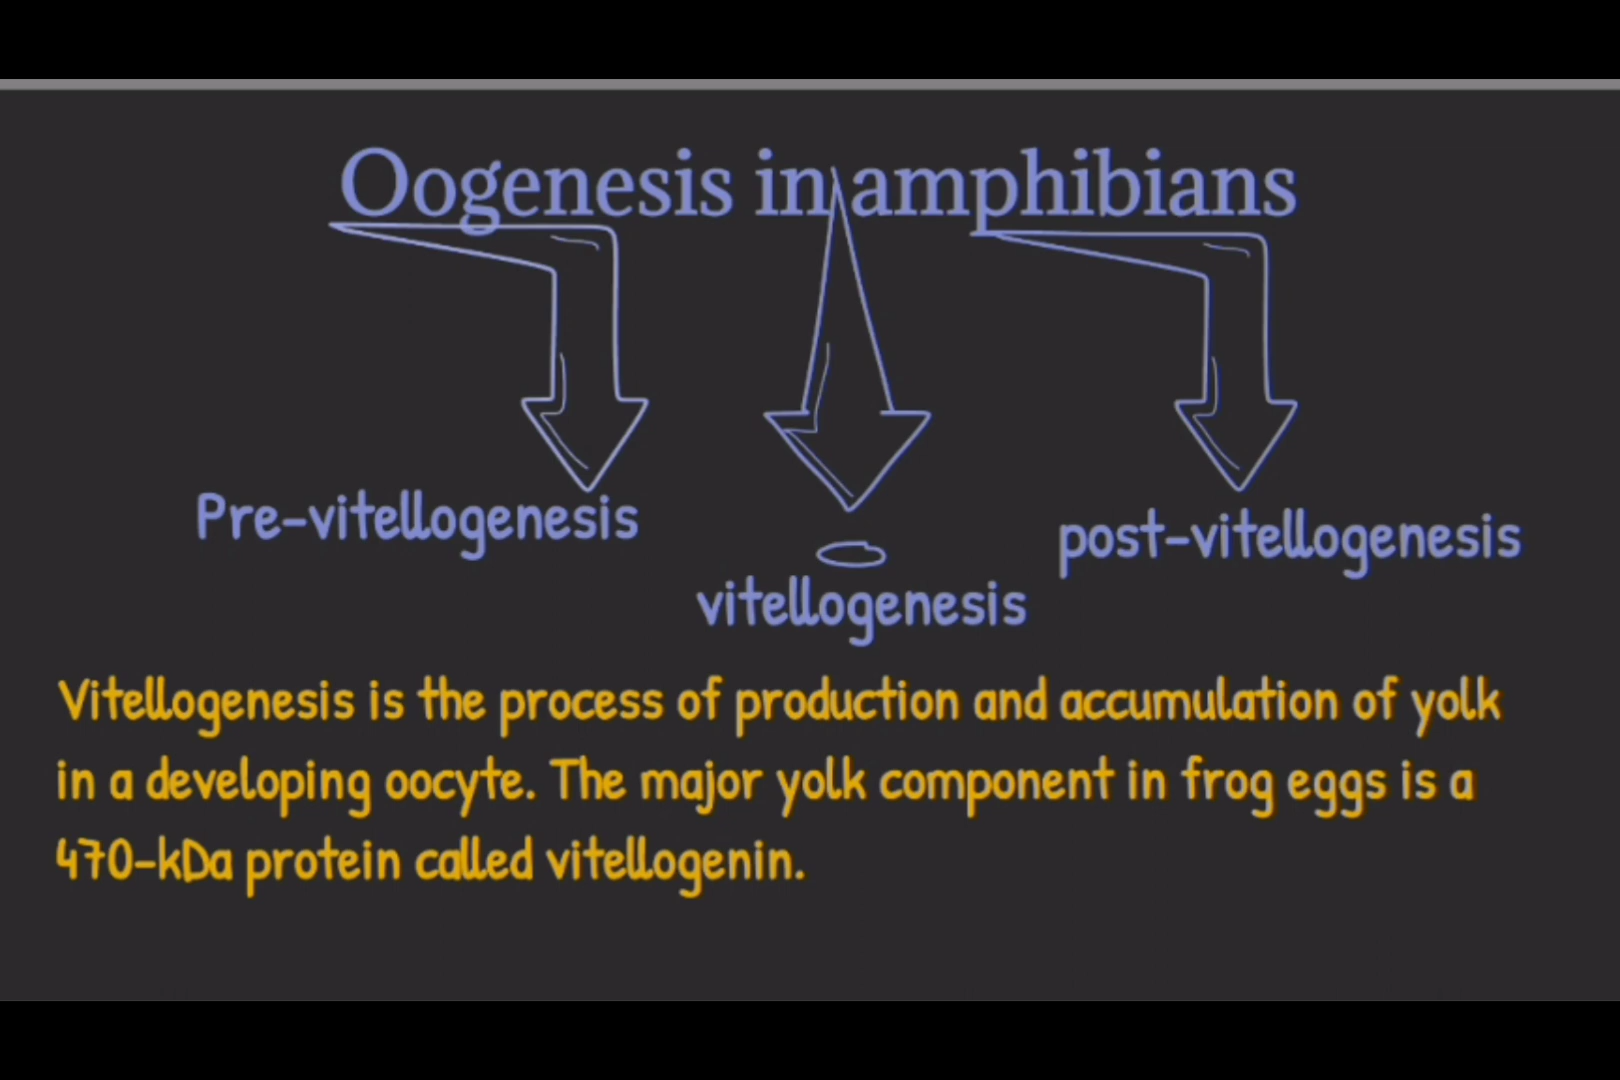 Oogenesis in amphibians
Pre-vitellogenesis
vitellogenesis
post-vitellogenesis
Vitellogenesis is the process of production and accumulation of yolk
in a developing oocyte. The major yolk component in frog eggs is a
470-kDa protein called vitellogenin.